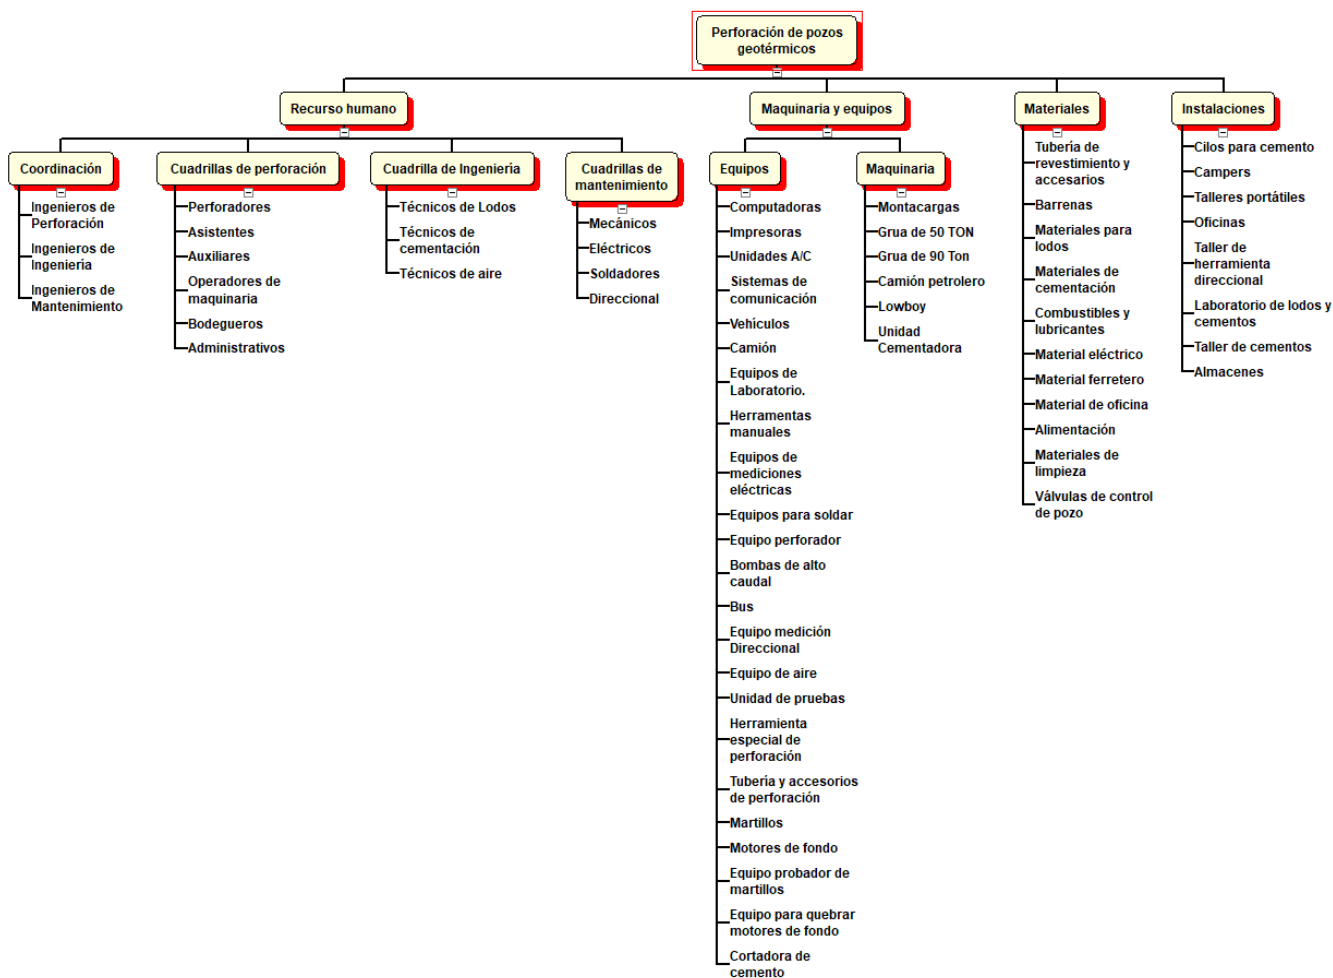 Perforación de pozos
geotérmicos
Recurso humano
Maquinaria y equipos
Materiales
Instalaciones
Coordinación
Ingenieros de
Perforación
Ingenieros de
Ingeniería
Ingenieros de
Mantenimiento
Cuadrillas de perforación
Perforadores
Asistentes
Auxiliares
Operadores de
maquinaria
Bodegueros
Administrativos
Cuadrilla de Ingeniería
Técnicos de Lodos
Técnicos de
cementación
Técnicos de aire
Cuadrillas de
mantenimiento
Mecánicos
Eléctricos
Soldadores
Direccional
Equipos
Computadoras
Impresoras
Unidades A/C
Sistemas de
comunicación
Vehículos
Camión
Equipos de
Laboratorio.
Herramentas
manuales
Equipos de
mediciones
eléctricas
Equipos para soldar
Equipo perforador
Bombas de alto
caudal
Bus
Equipo medición
Direccional
Equipo de aire
Unidad de pruebas
Herramienta
especial de
perforación
Tubería y accesorios
de perforación
Martillos
Motores de fondo
Equipo probador de
martillos
Equipo para quebrar
motores de fondo
Cortadora de
cemento
Maquinaria
Montacargas
Grua de 50 TON
Grua de 90 Ton
Camión petrolero
Lowboy
Unidad
Cementadora
Tubería de
revestimiento y
accesarios
Barrenas
Materiales para
lodos
Materiales de
cementación
Combustibles y
lubricantes
Material eléctrico
Material ferretero
Material de oficina
Alimentación
Materiales de
limpieza
Válvulas de control
de pozo
Cilos para cemento
Campers
Talleres portátiles
Oficinas
Taller de
herramienta
direccional
Laboratorio de lodos y
cementos
Taller de cementos
Almacenes